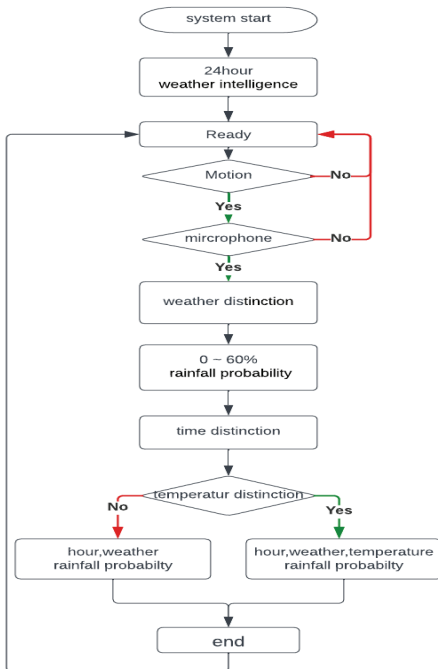 system start
24hour
weather intelligence
Ready
Motion
No
Yes
mircrophone
No
Yes
weather distinction
0 ~ 60%
rainfall probability
time distinction
temperatur distinction
No
Yes
hour,weather
rainfall probabilty
hour,weather,temperature
rainfall probabilty
end